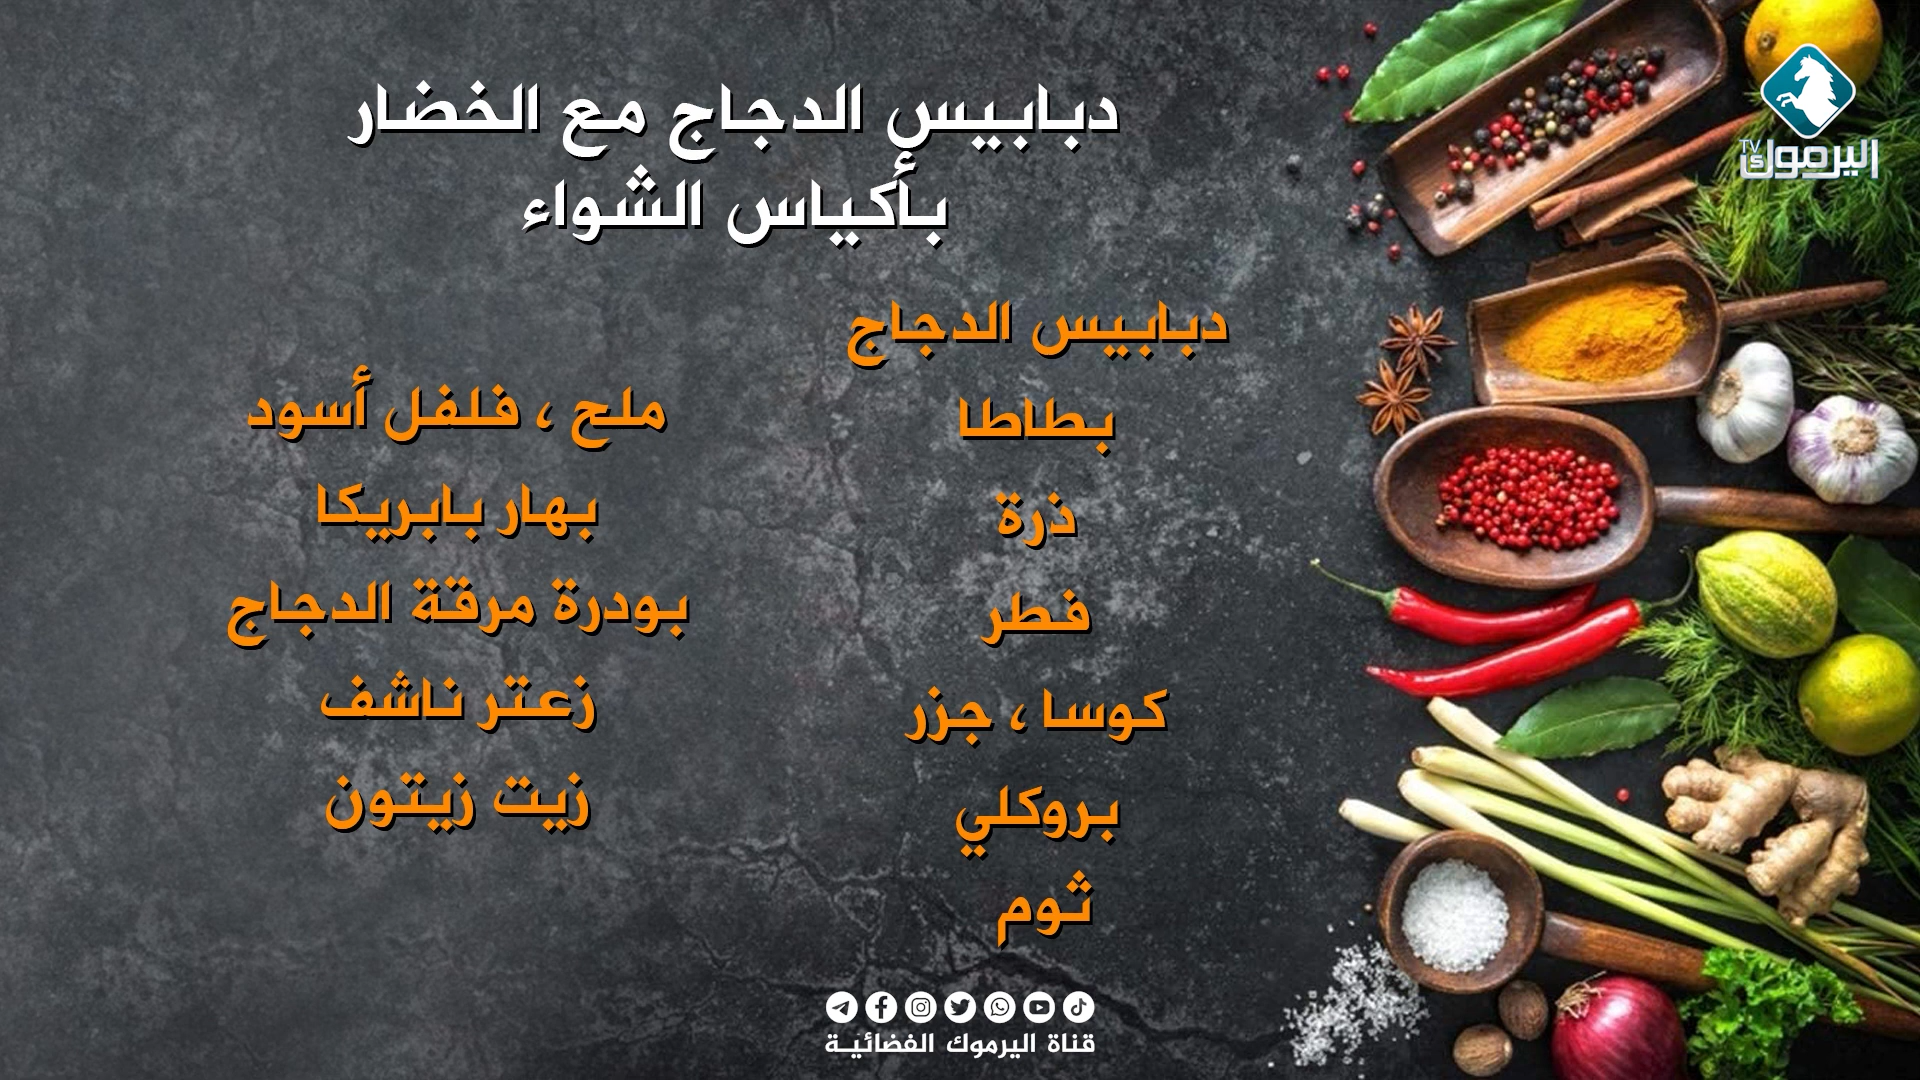 دبابيس الدجاج مع الخضار
بأكياس الشواء
دبابيس الدجاج
بطاطا
ذرة
فطر
كوسا ، جزر
بروكلي
ثوم
ملح ، فلفل أسود
بهار بابريكا
بودرة مرقة الدجاج
زعتر ناشف
زيت زيتون
اليرموك
TV
قناة اليرموك الفضائيـة